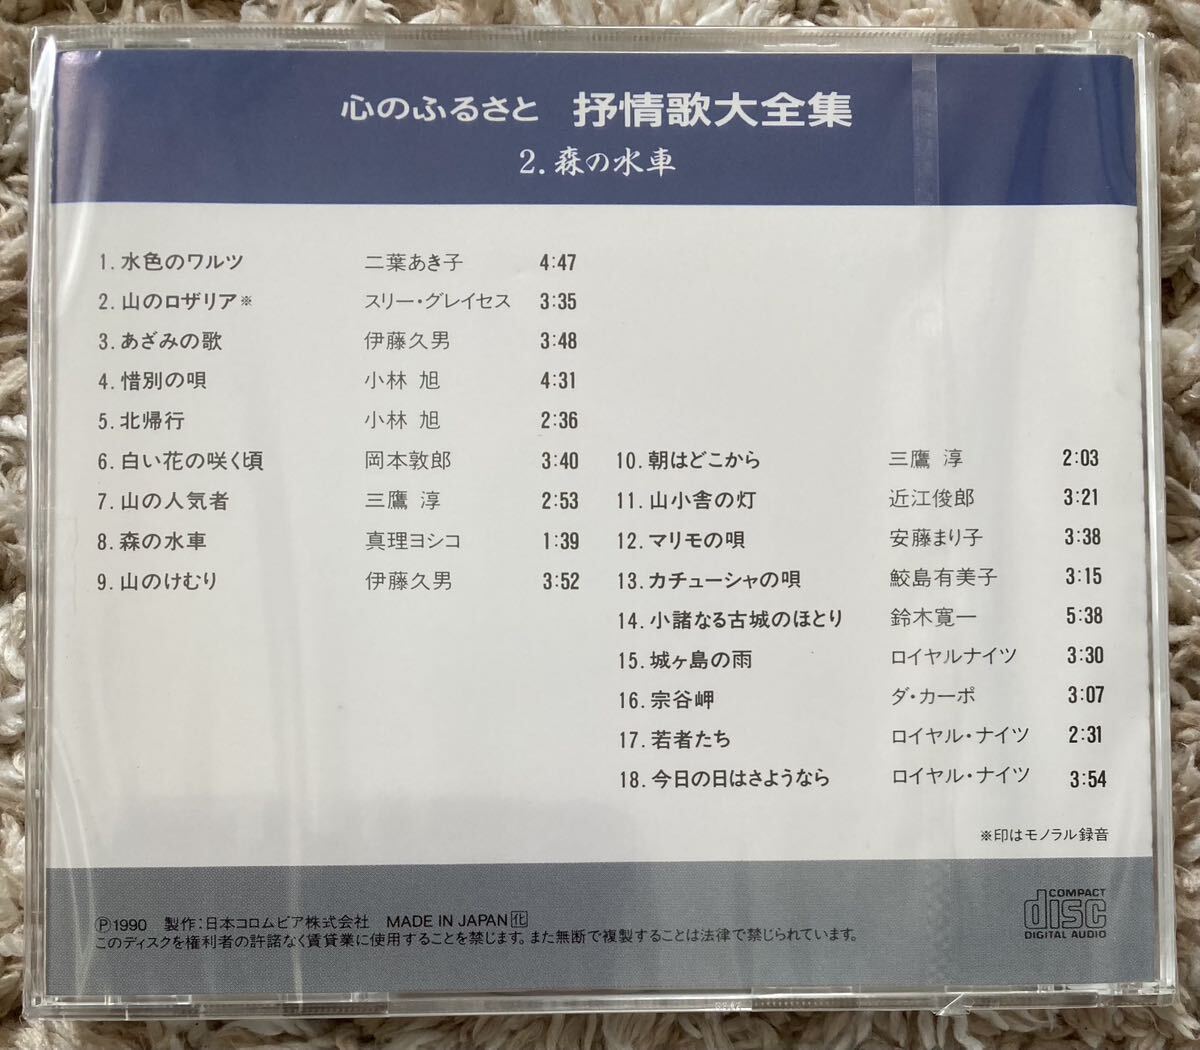 心のふるさと 抒情歌大全集
2. 森の水車
1. 水色のワルツ 二葉あき子 4:47
2. 山のロザリア※ スリー・グレイセス 3:35
3. あざみの歌 伊藤久男 3:48
4. 惜別の唄 小林 旭 4:31
5. 北帰行 小林 旭 2:36
6. 白い花の咲く頃 岡本敦郎 3:40
7. 山の人気者 三鷹 淳 2:53
8. 森の水車 真理ヨシコ 1:39
9. 山のけむり 伊藤久男 3:52
10. 朝はどこから 三鷹 淳 2:03
11. 山小舎の灯 近江俊郎 3:21
12. マリモの唄 安藤まり子 3:38
13. カチューシャの唄 鮫島有美子 3:15
14. 小諸なる古城のほとり 鈴木寛一 5:38
15. 城ヶ島の雨 ロイヤルナイツ 3:30
16. 宗谷岬 ダ・カーポ 3:07
17. 若者たち ロイヤル・ナイツ 2:31
18. 今日の日はさようなら ロイヤル・ナイツ 3:54
※印はモノラル録音
Ⓟ1990 製作:日本コロムビア株式会社 MADE IN JAPAN 化
このディスクを権利者の許諾なく賃貸業に使用することを禁じます。また無断で複製することは法律で禁じられています。
COMPACT
disc
DIGITAL AUDIO